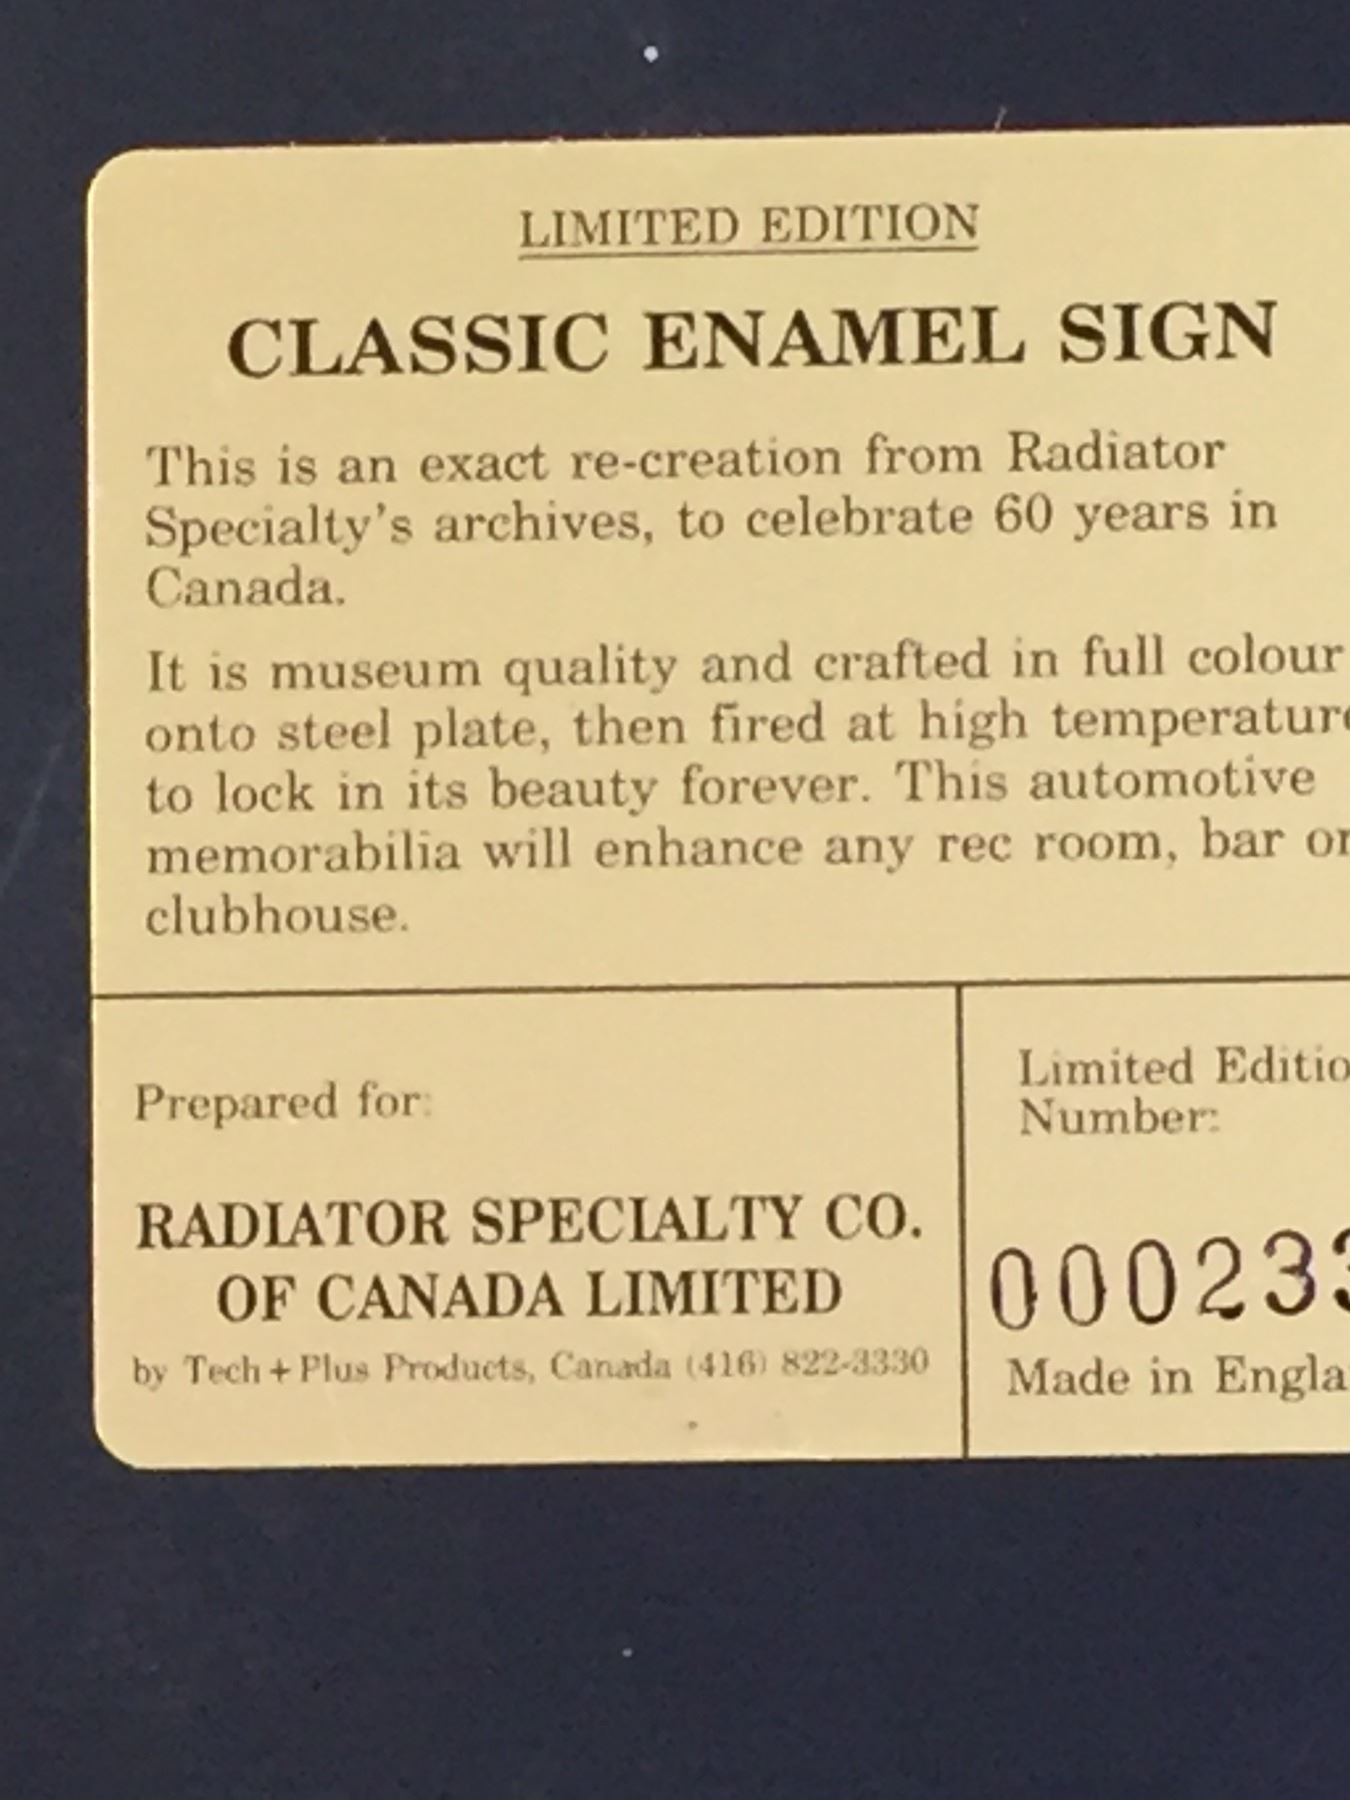 LIMITED EDITION
CLASSIC ENAMEL SIGN
This is an exact re-creation from Radiator
Specialty's archives, to celebrate 60 years in
Canada.
It is museum quality and crafted in full colour
onto steel plate, then fired at high temperature
to lock in its beauty forever. This automotive
memorabilia will enhance any rec room, bar or
clubhouse.
Prepared for:
RADIATOR SPECIALTY CO.
OF CANADA LIMITED
by Tech + Plus Products, Canada (416) 822-3330
Limited Editio
Number:
000233
Made in Engla